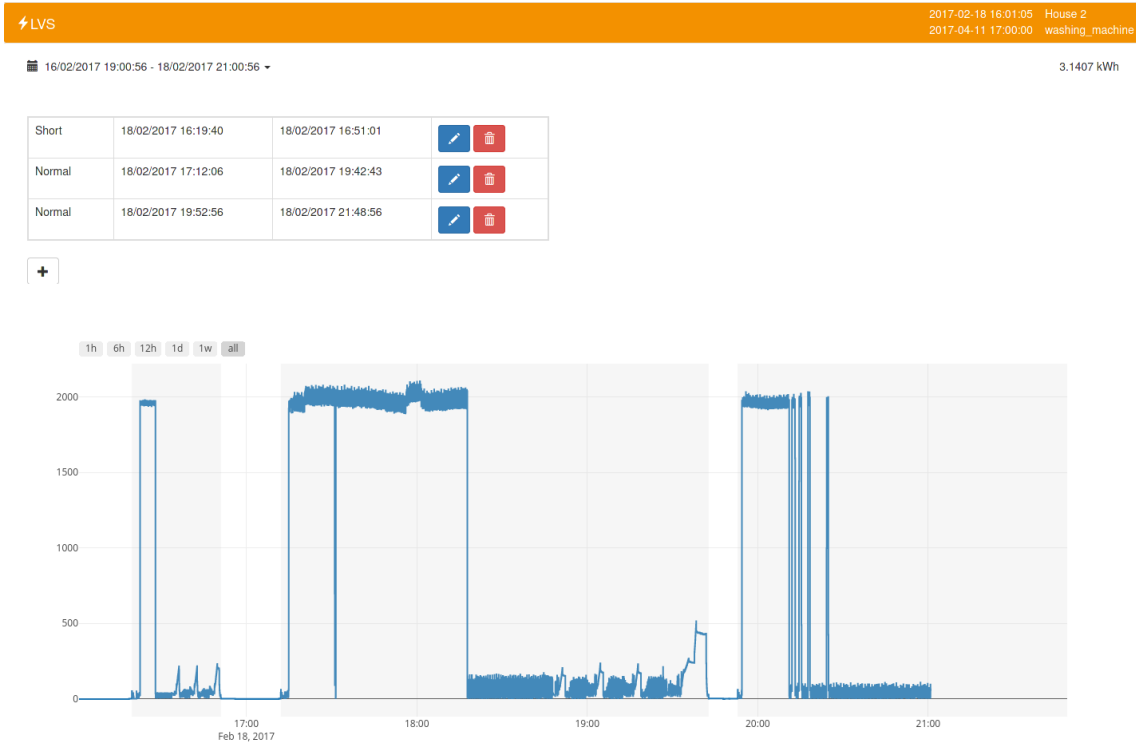 LVS
2017-02-18 16:01:05 House 2
2017-04-11 17:00:00 washing_machine
16/02/2017 19:00:56 - 18/02/2017 21:00:56
3.1407 kWh
Short 18/02/2017 16:19:40 18/02/2017 16:51:01
Normal 18/02/2017 17:12:06 18/02/2017 19:42:43
Normal 18/02/2017 19:52:56 18/02/2017 21:48:56
+
1h 6h 12h 1d 1w all
2000
1500
1000
500
0
17:00 18:00 19:00 20:00 21:00
Feb 18, 2017